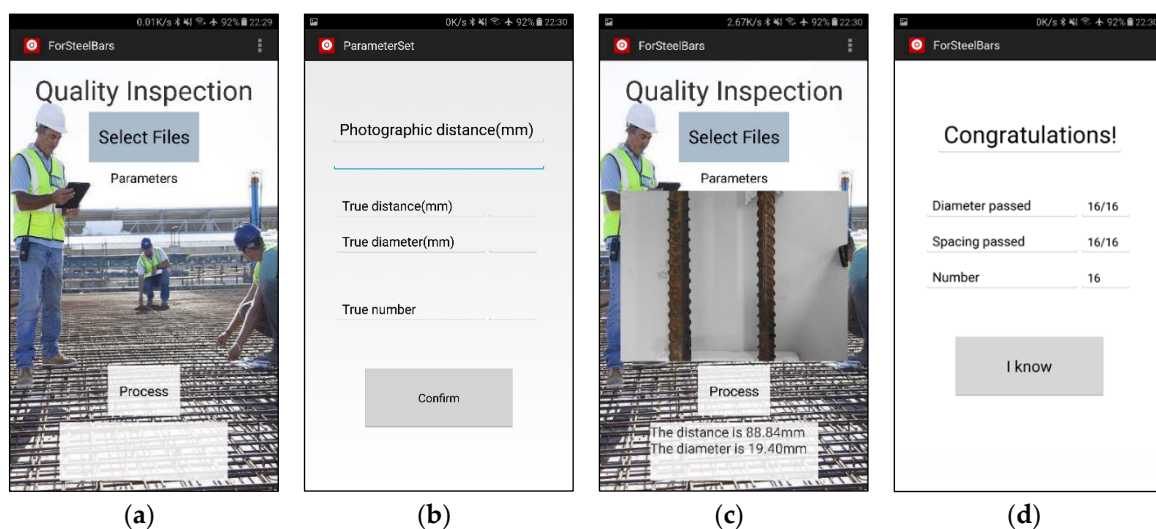 0.01K/s 92% 22:29
ForSteelBars
Quality Inspection
Select Files
Parameters
Process
(a)
0K/s 92% 22:30
ParameterSet
Photographic distance(mm)
True distance(mm)
True diameter(mm)
True number
Confirm
(b)
2.67K/s 92% 22:30
ForSteelBars
Quality Inspection
Select Files
Parameters
Process
The distance is 88.84mm
The diameter is 19.40mm
(c)
0K/s 92% 22:30
ForSteelBars
Congratulations!
Diameter passed 16/16
Spacing passed 16/16
Number 16
I know
(d)